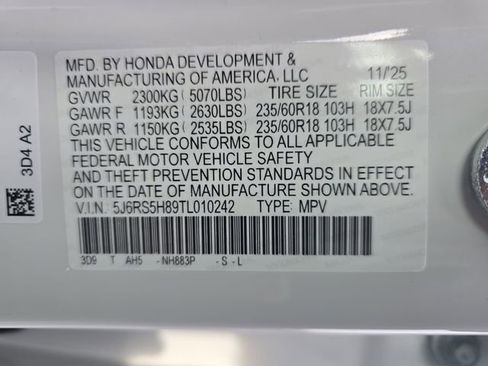 MFD. BY HONDA DEVELOPMENT &
MANUFACTURING OF AMERICA, LLC 11/'25
GVWR 2300KG (5070LBS) TIRE SIZE RIM SIZE
GAWR F 1193KG (2630LBS) 235/60R18 103H 18X7.5J
GAWR R 1150KG (2535LBS) 235/60R18 103H 18X7.5J
THIS VEHICLE CONFORMS TO ALL APPLICABLE
FEDERAL MOTOR VEHICLE SAFETY
AND THEFT PREVENTION STANDARDS IN EFFECT
ON THE DATE OF MANUFACTURE SHOWN ABOVE.
V.I.N.: 5J6RS5H89TL010242 TYPE: MPV
3D9 T AH5 -NH883P -S -L
3D4 A2